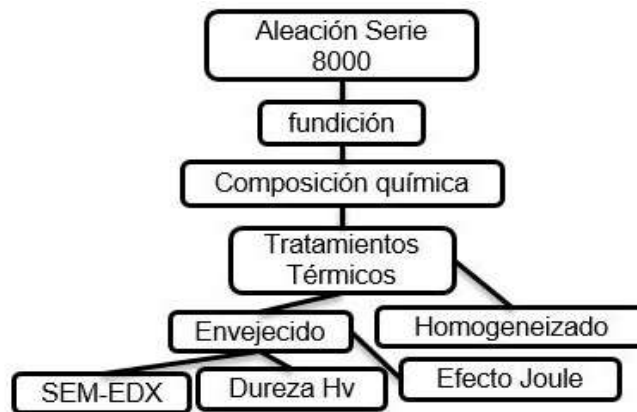 Aleación Serie
8000
fundición
Composición química
Tratamientos
Térmicos
Envejecido
Homogeneizado
SEM-EDX
Dureza Hv
Efecto Joule